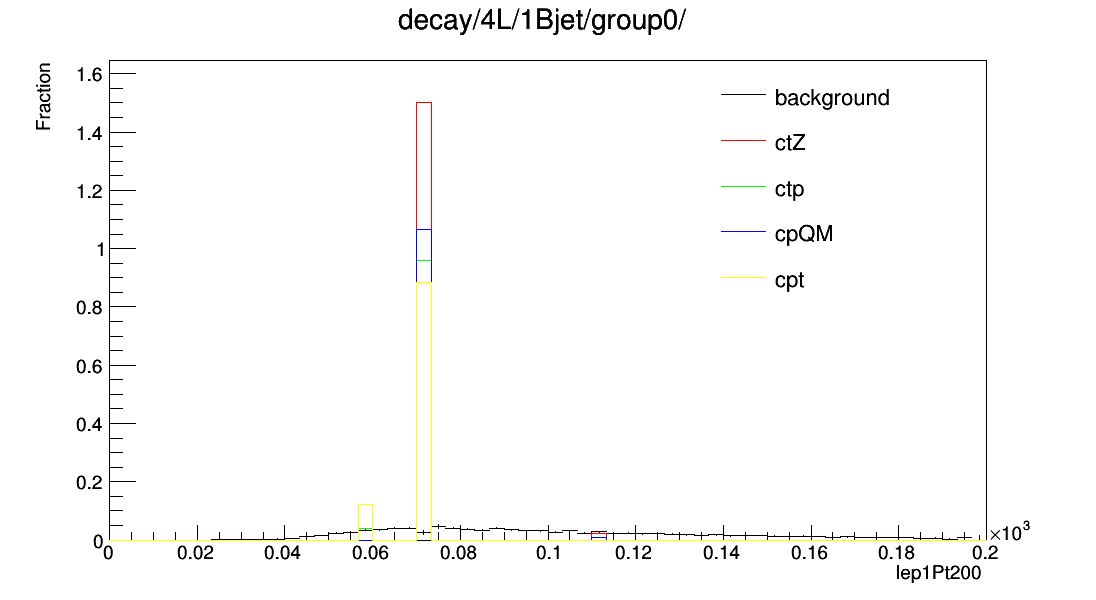 decay/4L/1Bjet/group0/
Fraction
1.6
1.4
1.2
1
0.8
0.6
0.4
0.2
0
background
ctZ
ctp
cpQM
cpt
0 0.02 0.04 0.06 0.08 0.1 0.12 0.14 0.16 0.18 0.2
×10³
lep1Pt200